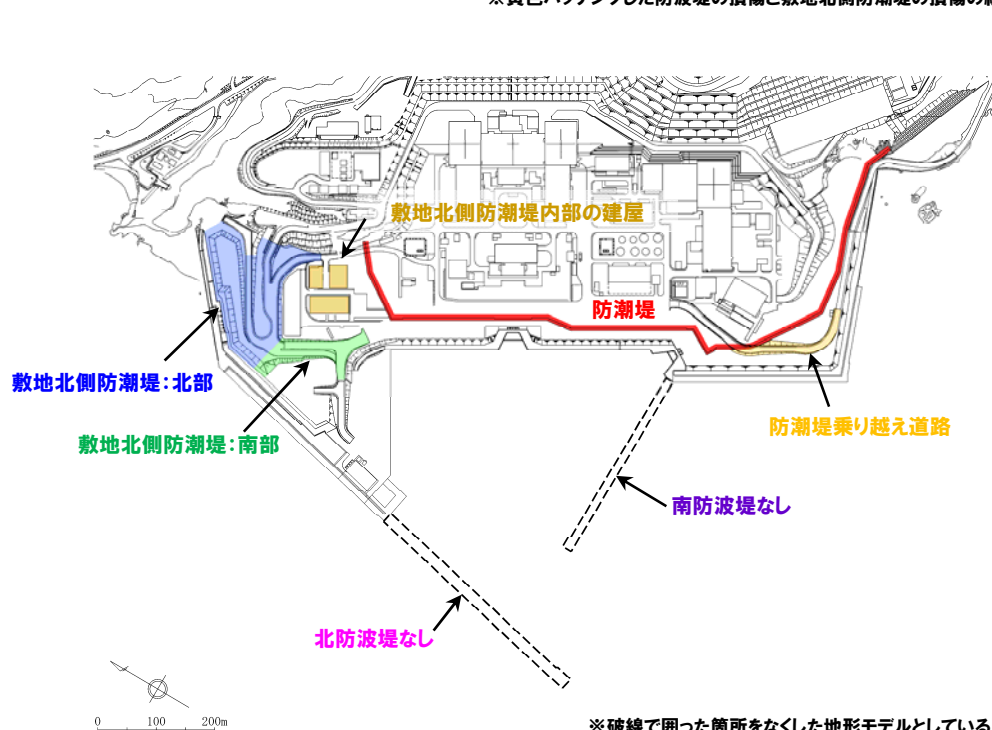 敷地北側防潮堤内部の建屋
防潮堤
敷地北側防潮堤：北部
防潮堤乗り越え道路
敷地北側防潮堤：南部
南防波堤なし
北防波堤なし
0 100 200m
※破線で囲った箇所をなくした地形モデルとしている